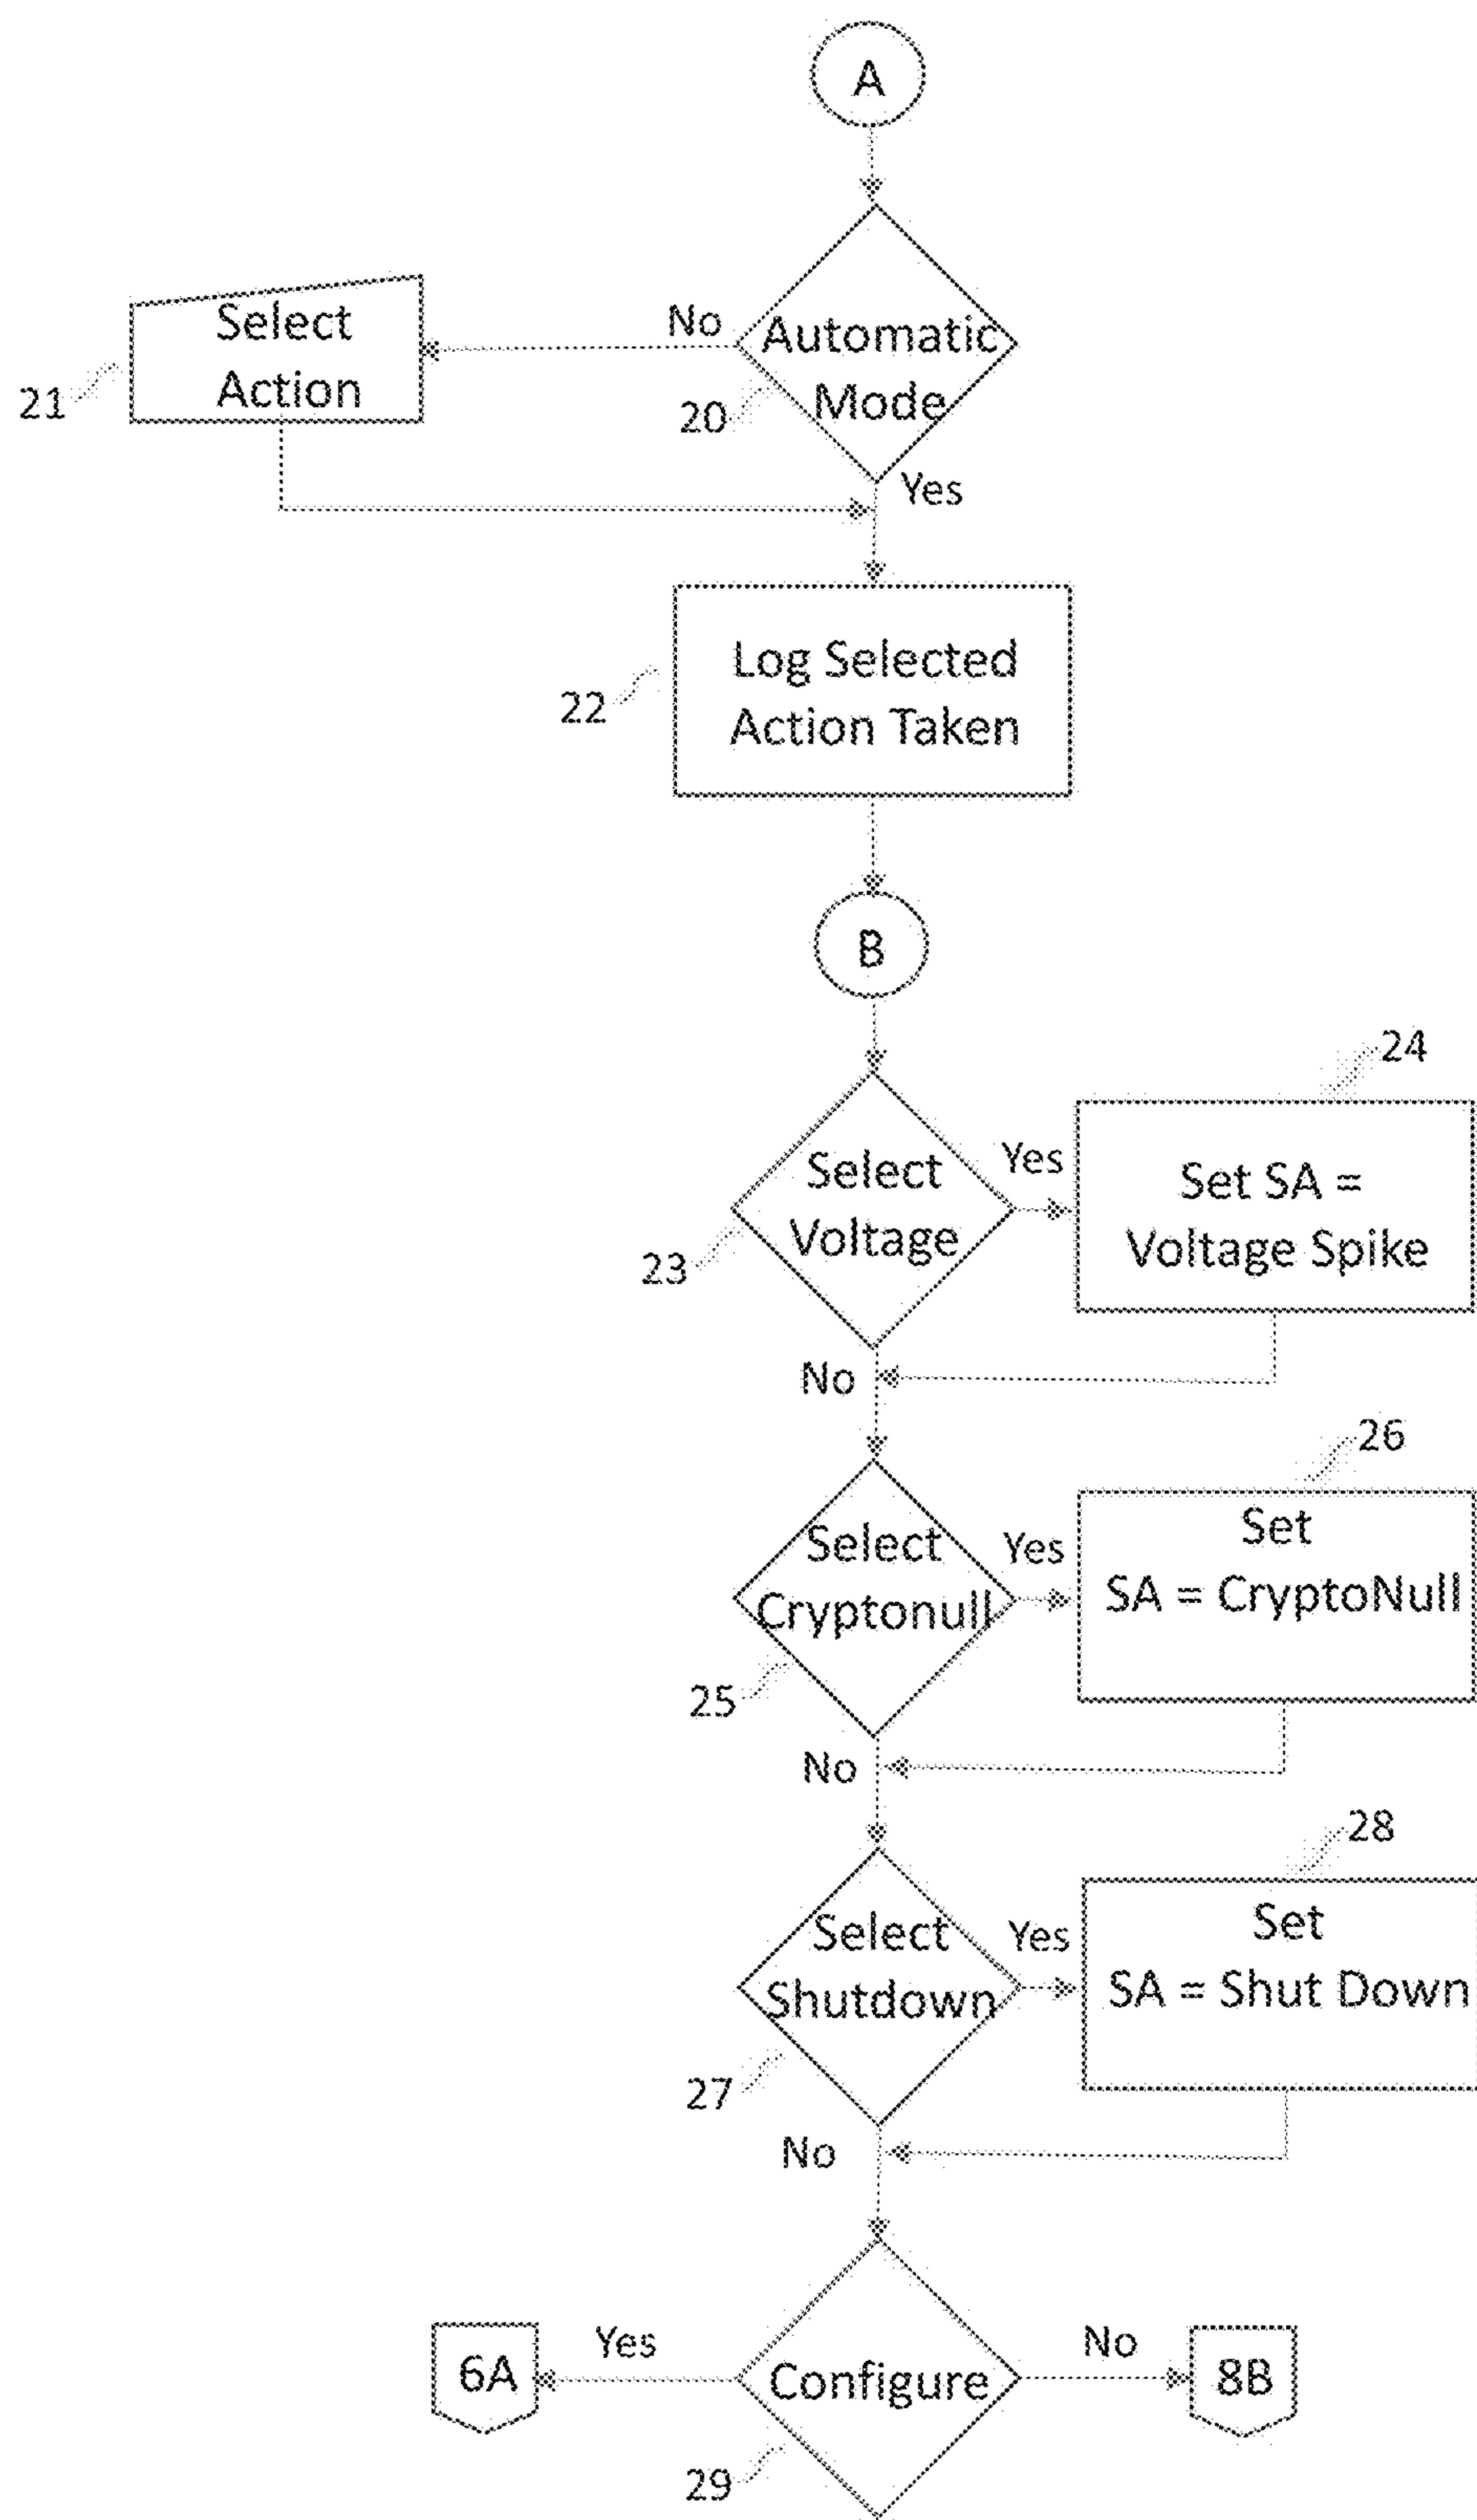 A
Automatic
Mode
No
20
Yes
Select
Action
21
Log Selected
Action Taken
22
B
Select
Voltage
23
Yes
No
24
Set SA =
Voltage Spike
Select
Cryptonull
25
Yes
No
26
Set
SA = CryptoNull
Select
Shutdown
27
Yes
No
28
Set
SA = Shut Down
Configure
29
Yes
6A
No
8B